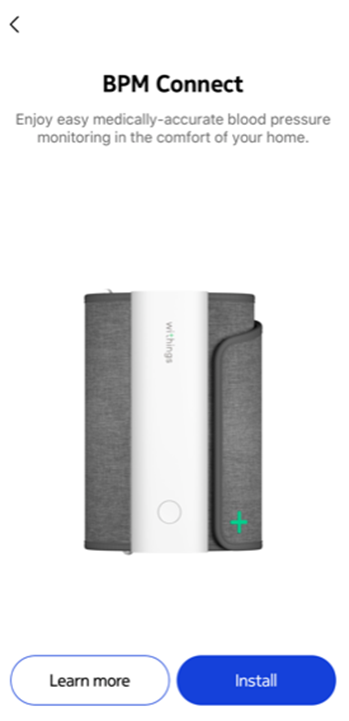 BPM Connect
Enjoy easy medically-accurate blood pressure
monitoring in the comfort of your home.
withings
Learn more
Install